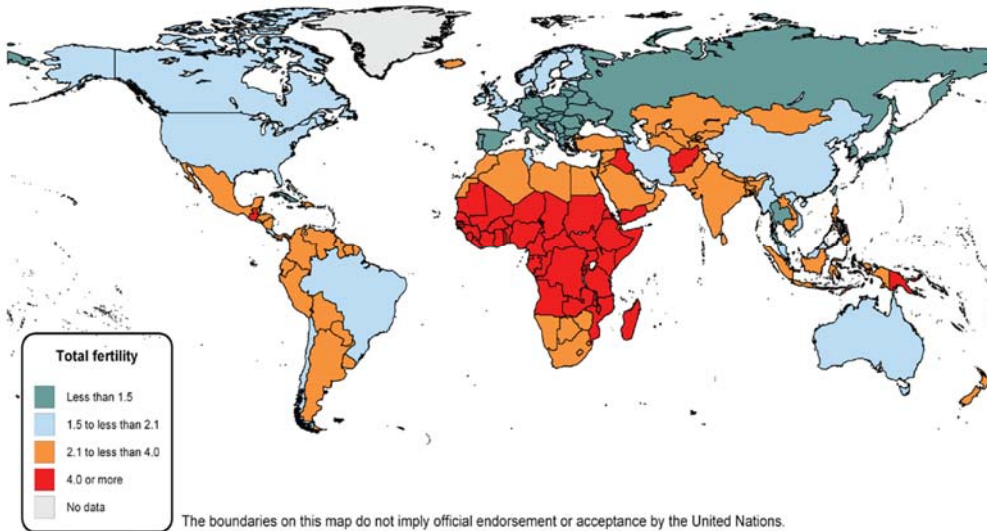 Total fertility
Less than 1.5
1.5 to less than 2.1
2.1 to less than 4.0
4.0 or more
No data
The boundaries on this map do not imply official endorsement or acceptance by the United Nations.